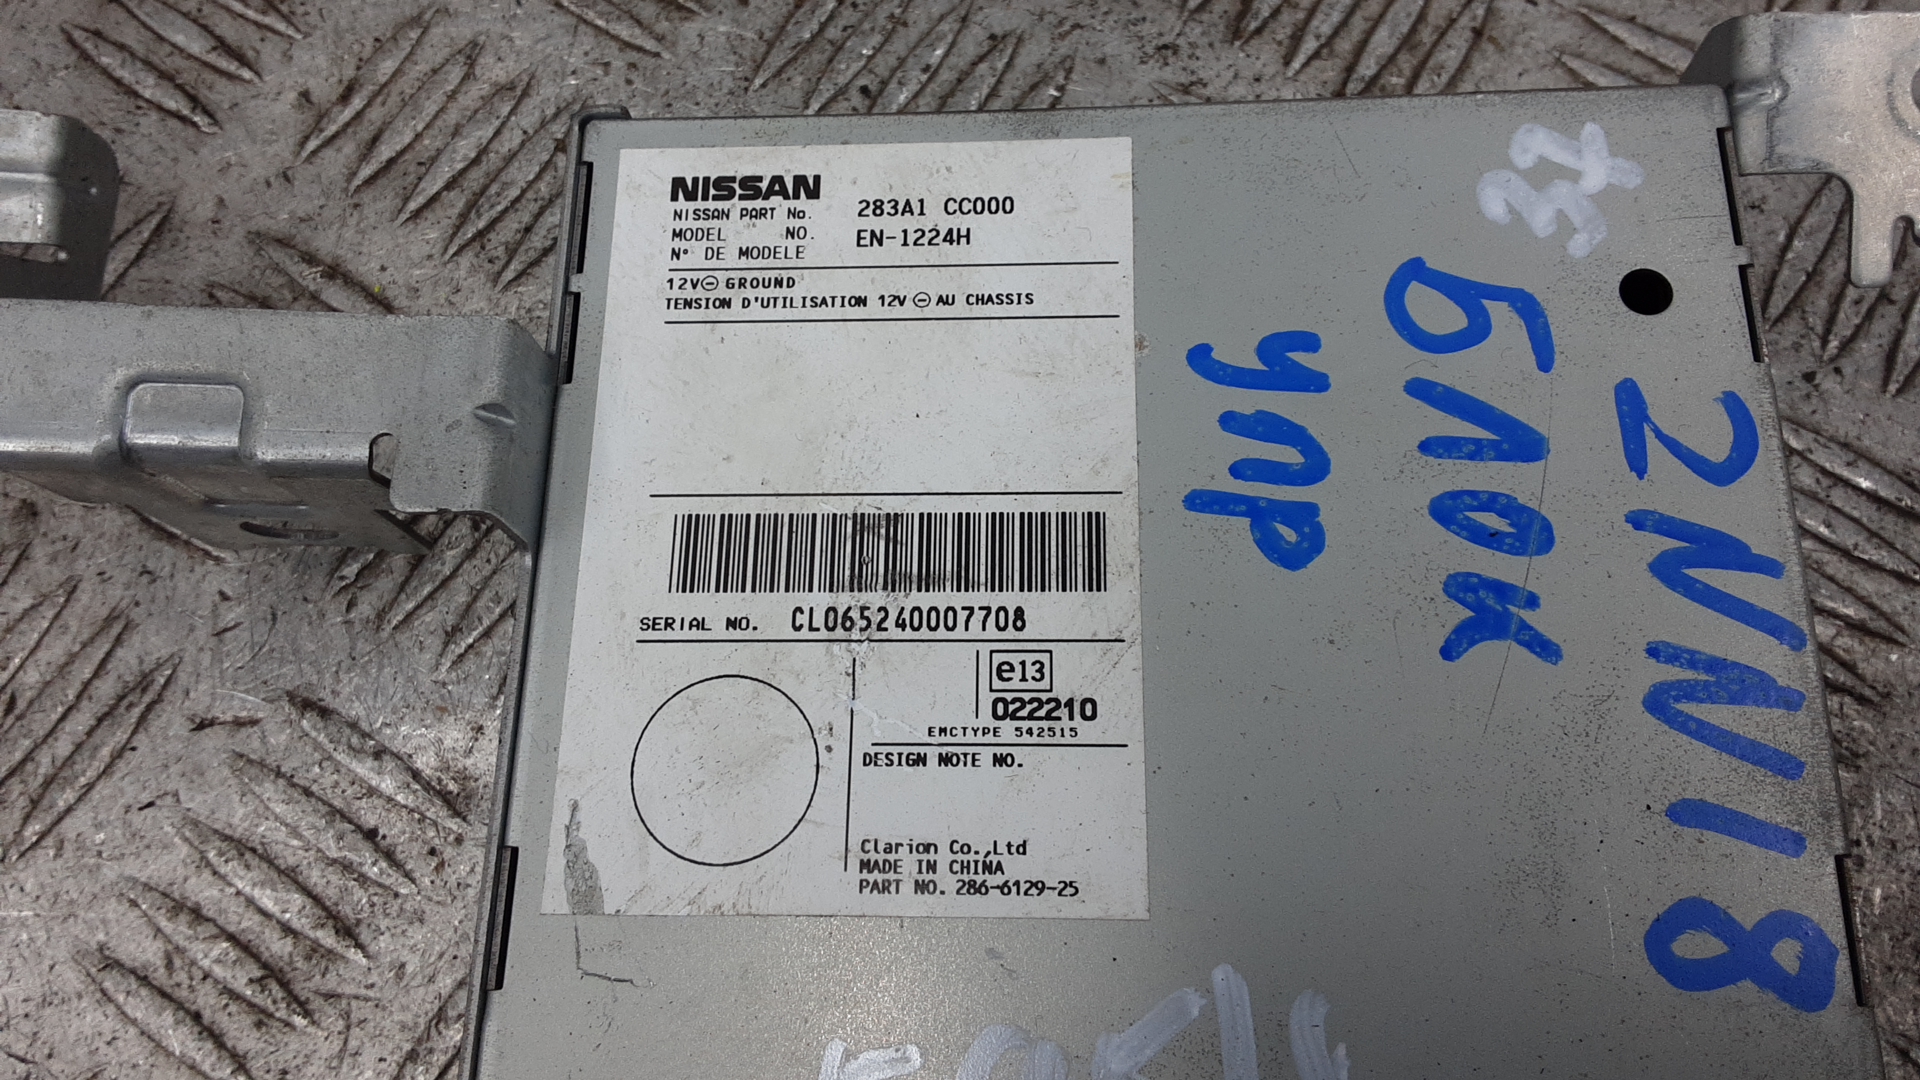 NISSAN
NISSAN PART No. 283A1 CC000
MODEL NO. EN-1224H
N° DE MODELE
12V⊖ GROUND
TENSION D'UTILISATION 12V ⊖ AU CHASSIS
SERIAL NO. CL065240007708
e13
022210
EMCTYPE 542515
DESIGN NOTE NO.
Clarion Co.,Ltd
MADE IN CHINA
PART NO. 286-6129-25
37
2NN18
БЛОК
УПР